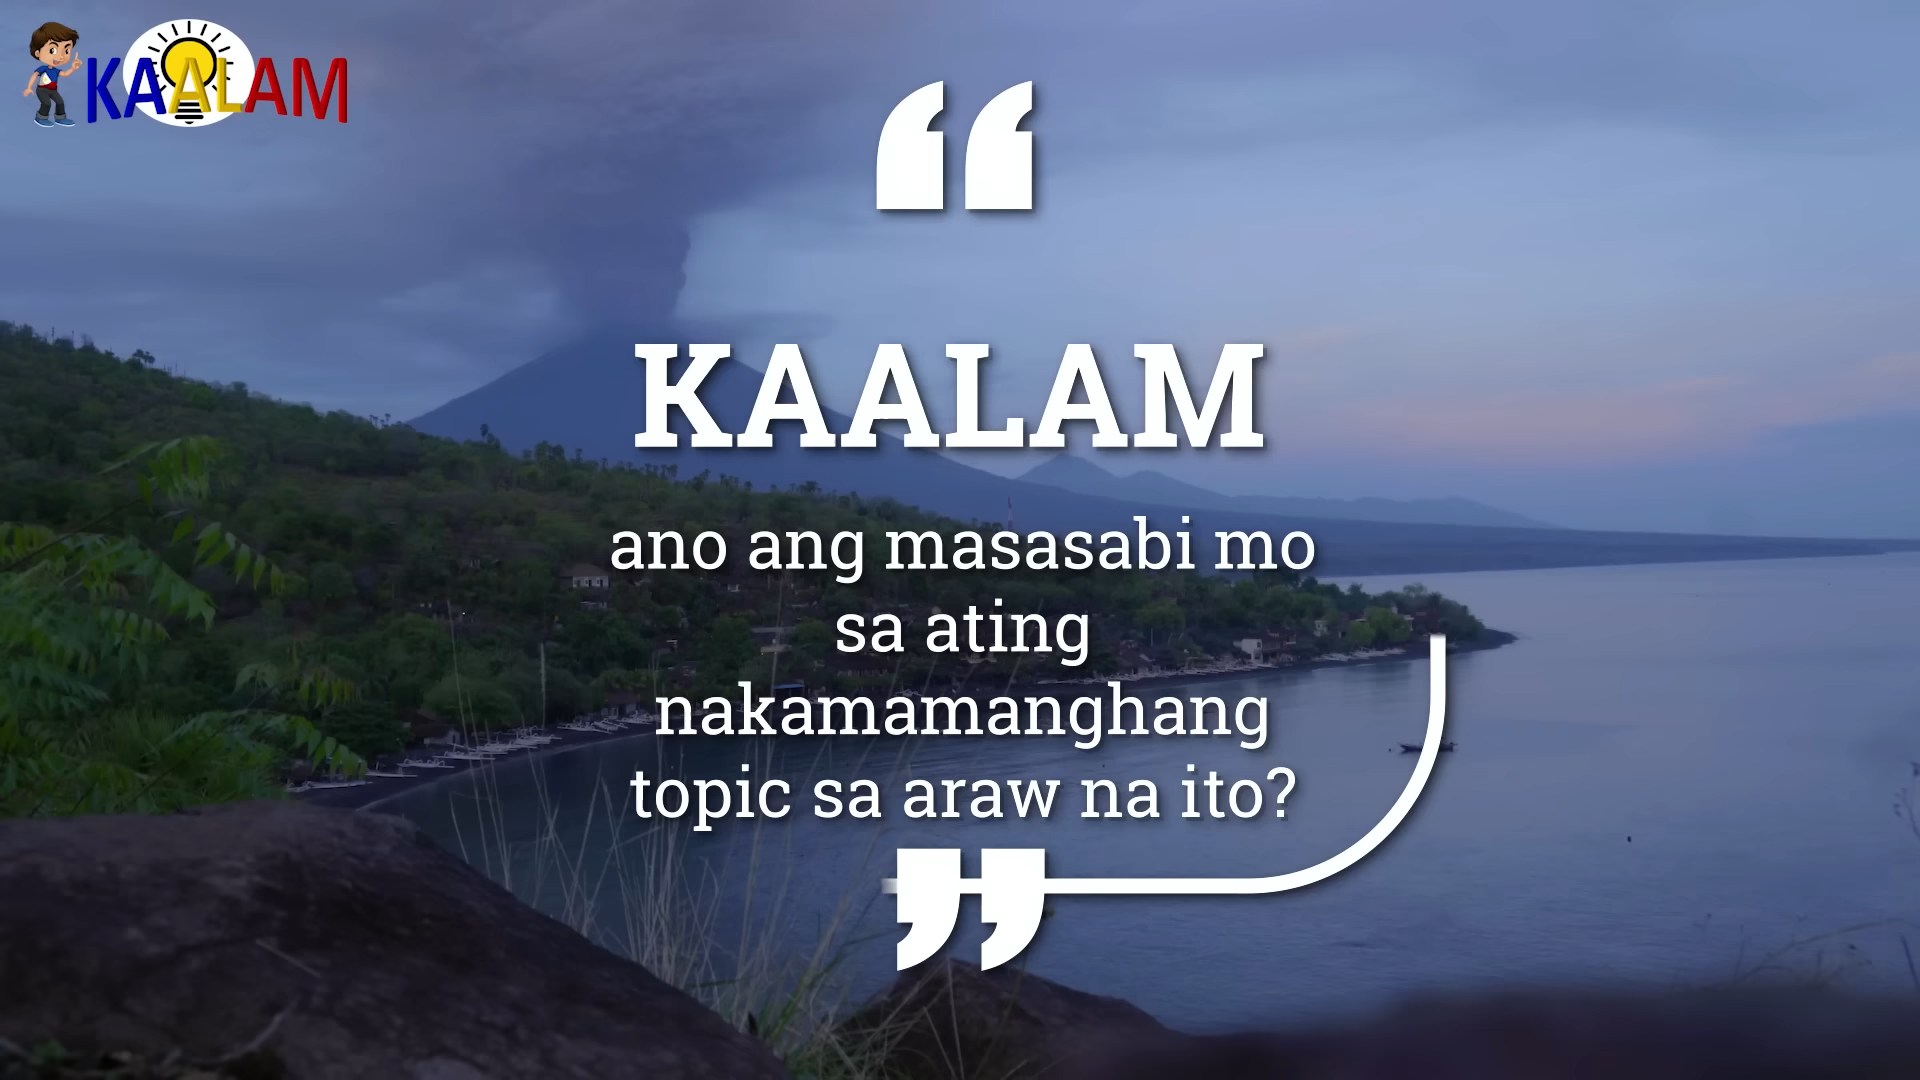 KAALAM
KAALAM
ano ang masasabi mo
sa ating
nakamamanghang
topic sa araw na ito?